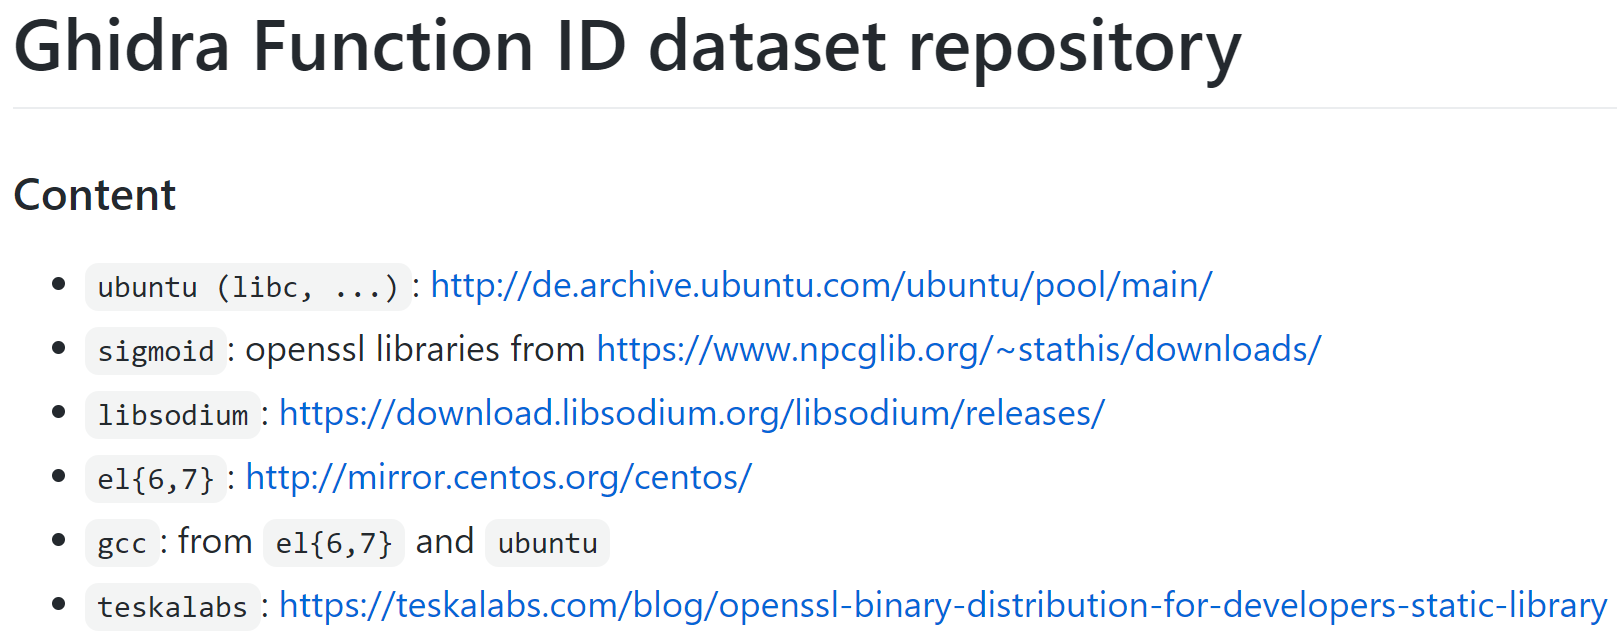 Ghidra Function ID dataset repository
Content
ubuntu (libc, ...): http://de.archive.ubuntu.com/ubuntu/pool/main/
sigmoid: openssl libraries from https://www.npcglib.org/~stathis/downloads/
libsodium: https://download.libsodium.org/libsodium/releases/
el{6,7}: http://mirror.centos.org/centos/
gcc: from el{6,7} and ubuntu
teskalabs: https://teskalabs.com/blog/openssl-binary-distribution-for-developers-static-library